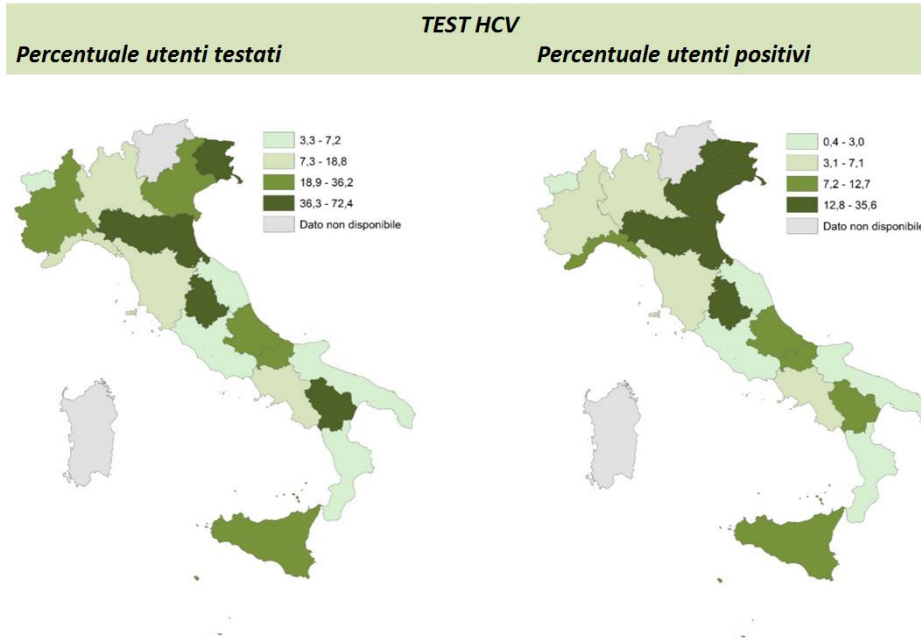 TEST HCV
Percentuale utenti testati
Percentuale utenti positivi
3,3 - 7,2
7,3 - 18,8
18,9 - 36,2
36,3 - 72,4
Dato non disponibile
0,4 - 3,0
3,1 - 7,1
7,2 - 12,7
12,8 - 35,6
Dato non disponibile